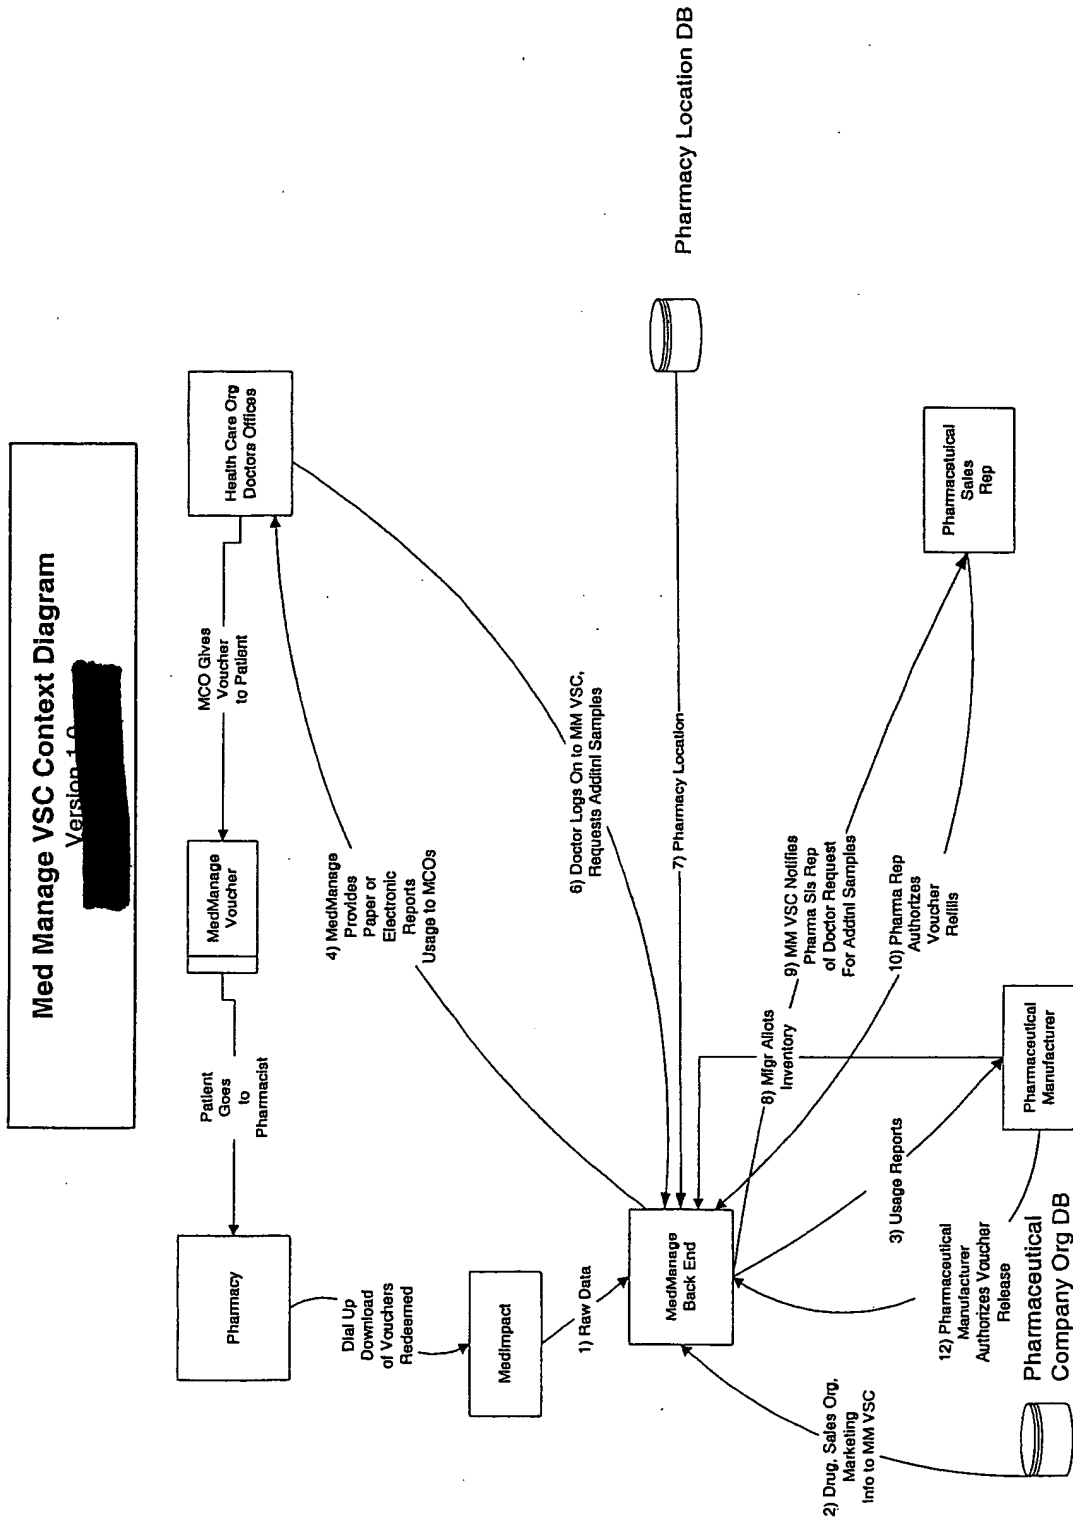 Med Manage VSC Context Diagram
Version 1.0
Pharmacy
Patient
Goes
to
Pharmacist
MedManage
Voucher
MCO Gives
Voucher
to Patient
Health Care Org
Doctors Offices
Dial Up
Download
of Vouchers
Redeemed
MedImpact
1) Raw Data
4) MedManage
Provides
Paper or
Electronic
Reports
Usage to MCOs
6) Doctor Logs On to MM VSC,
Requests Additnl Samples
MedManage
Back End
7) Pharmacy Location
Pharmacy Location DB
8) Mfgr Allots
Inventory
9) MM VSC Notifies
Pharma Sls Rep
of Doctor Request
For Addtnl Samples
10) Pharma Rep
Authorizes
Voucher
Refills
Pharmacetuical
Sales
Rep
2) Drug, Sales Org,
Marketing
Info to MM VSC
3) Usage Reports
12) Pharmaceutical
Manufacturer
Authorizes Voucher
Release
Pharmaceutical
Manufacturer
Pharmaceutical
Company Org DB